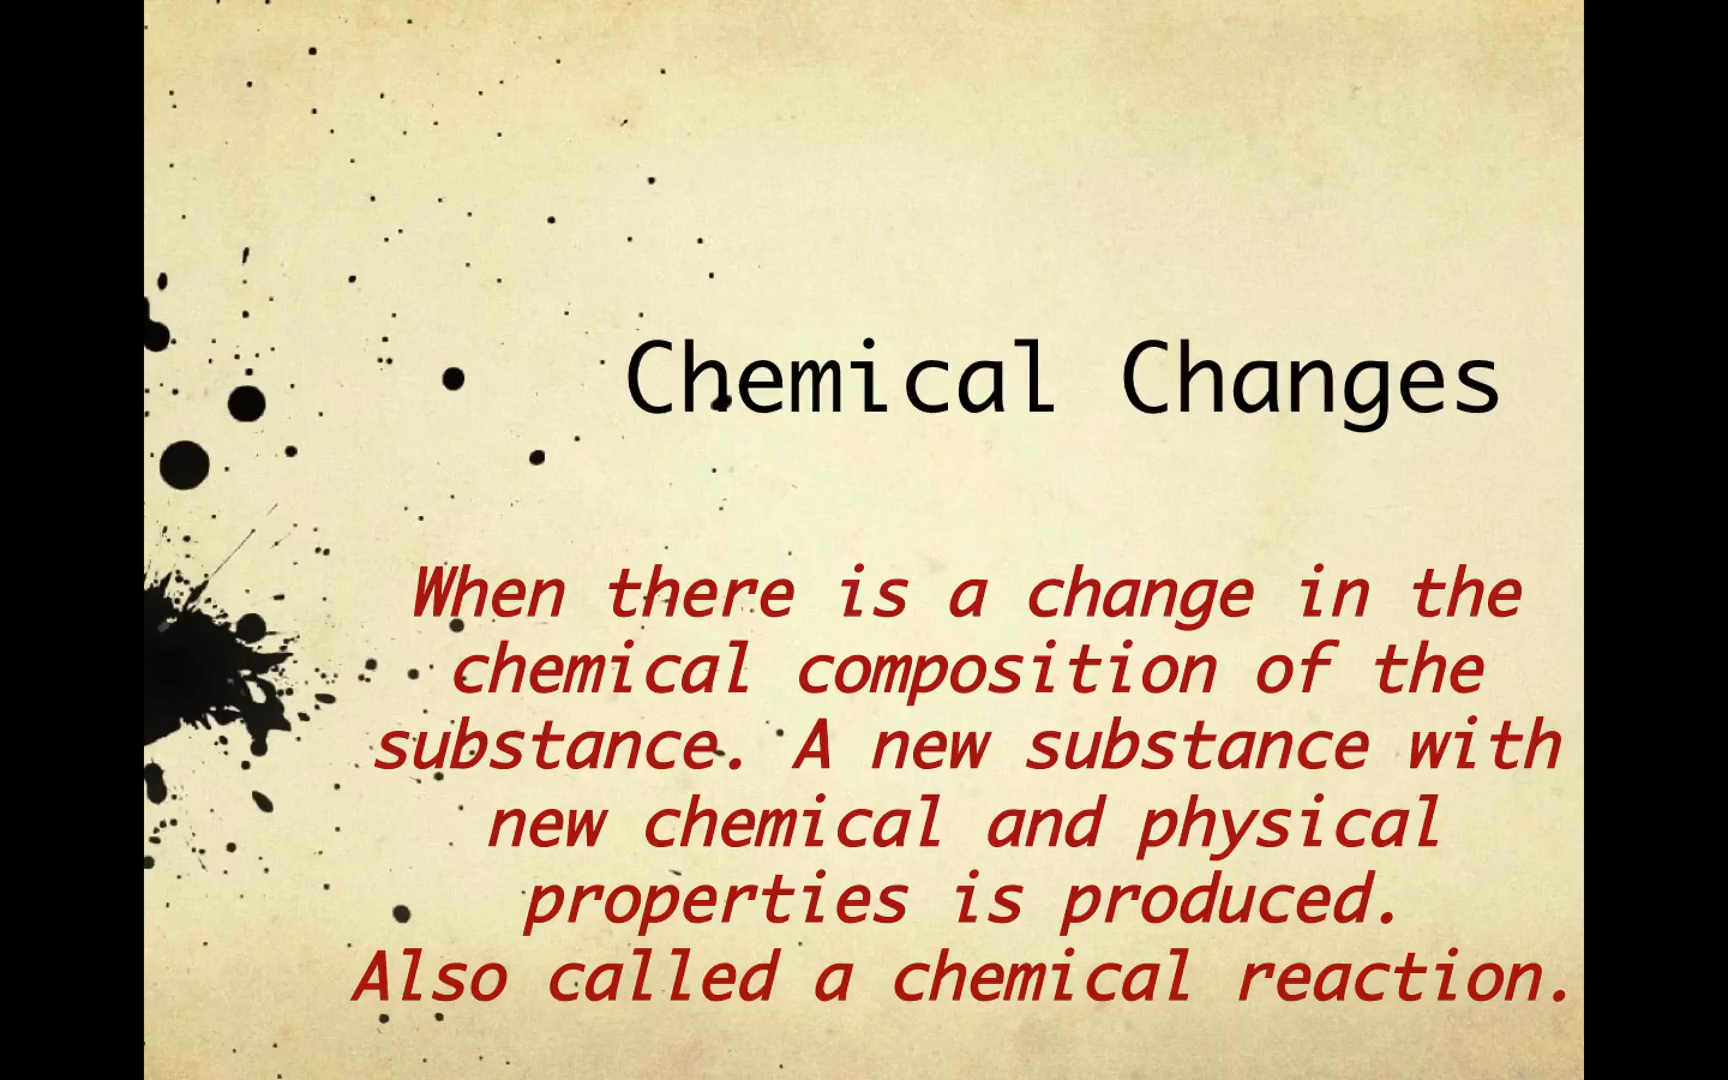 Chemical Changes
When there is a change in the
chemical composition of the
substance. A new substance with
new chemical and physical
properties is produced.
Also called a chemical reaction.